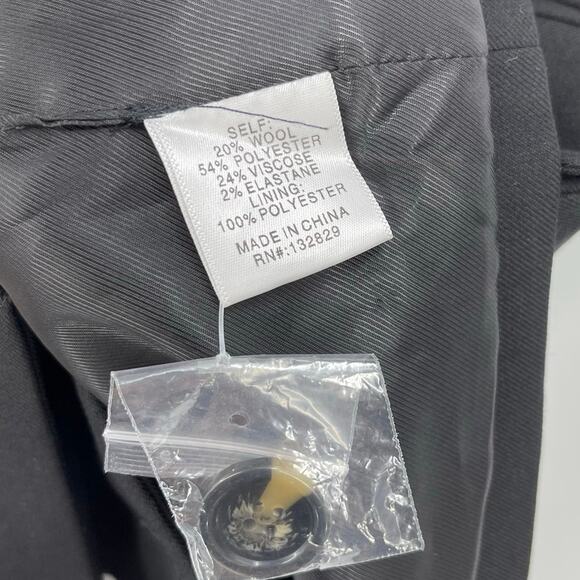 SELF:
20% WOOL
54% POLYESTER
24% VISCOSE
2% ELASTANE
LINING:
100% POLYESTER
MADE IN CHINA
RN#:132829